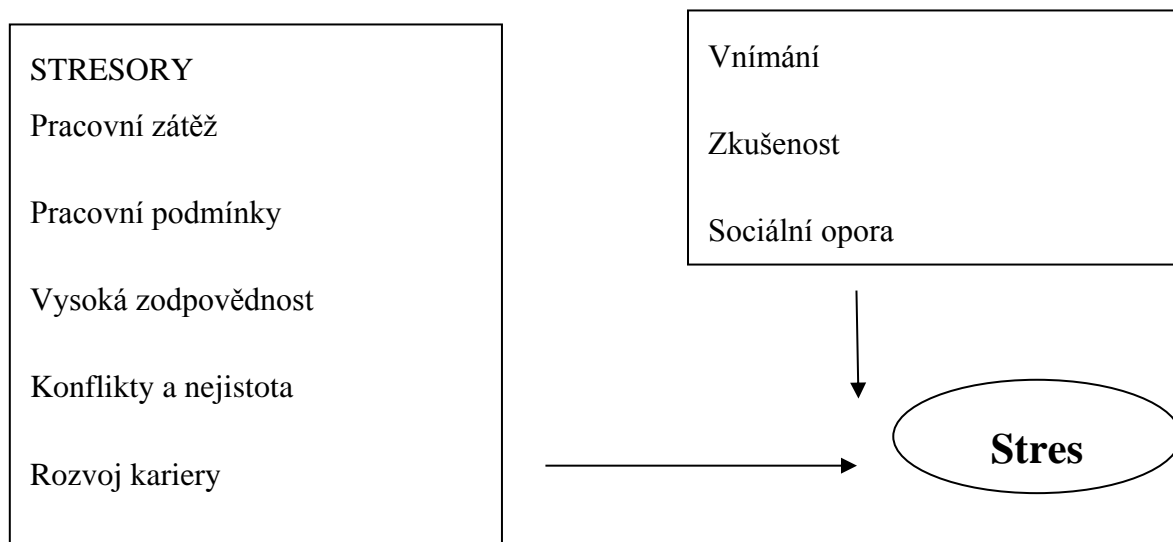 STRESORY
Pracovní zátěž
Pracovní podmínky
Vysoká zodpovědnost
Konflikty a nejistota
Rozvoj kariery
Vnímání
Zkušenost
Sociální opora
Stres